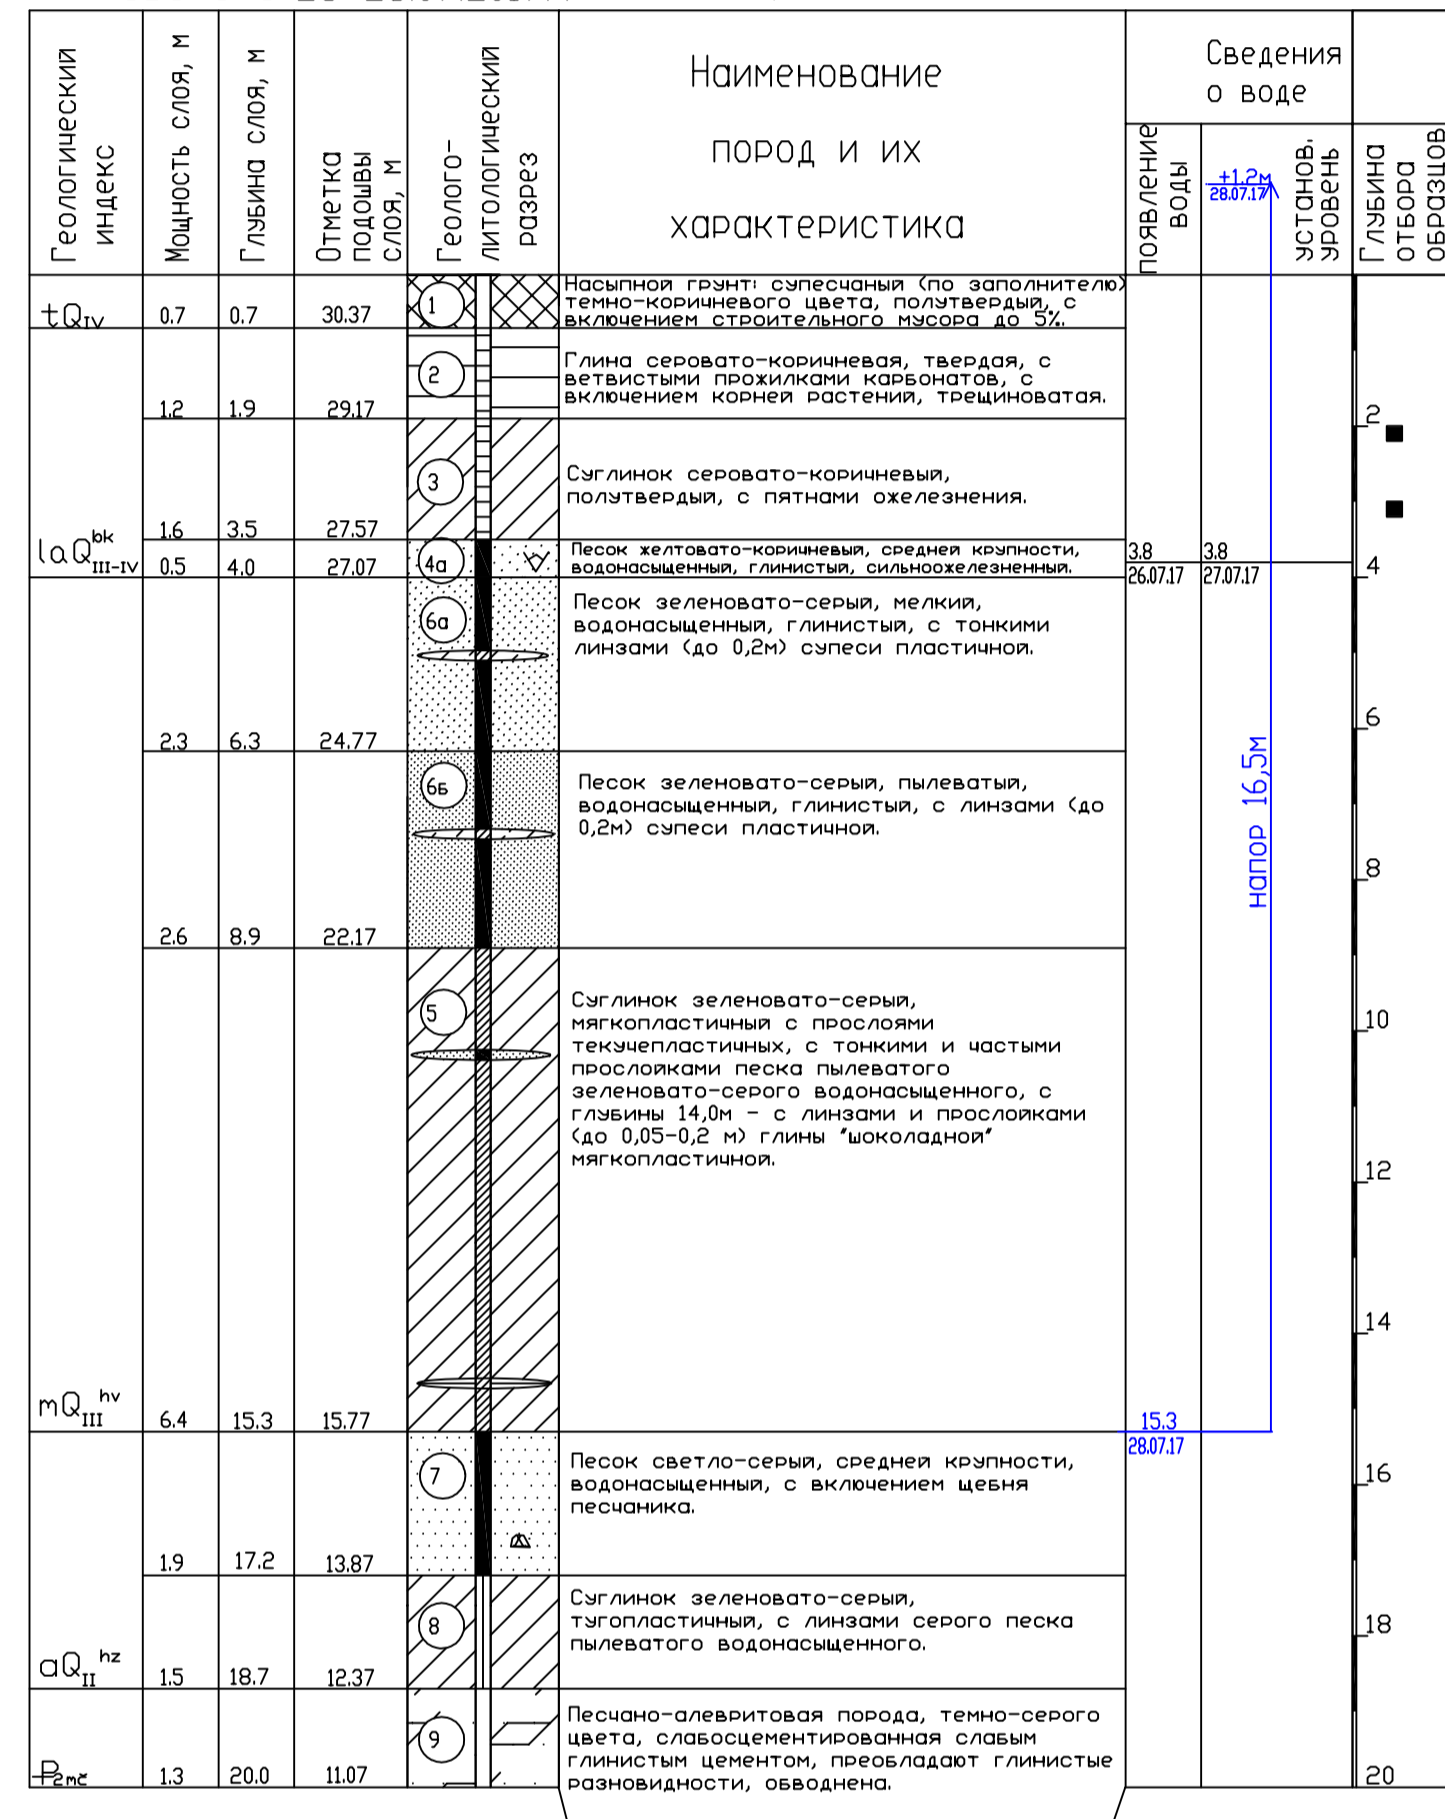 Геологический
индекс
Мощность слоя, м
Глубина слоя, м
Отметка
подошвы
слоя, м
Геолого-
литологический
разрез
Наименование
пород и их
характеристика
Сведения
о воде
появление
воды
установ.
уровень
Глубина
отбора
образцов
+1.2м
28.07.17
tQIV
0.7
0.7
30.37
1
Насыпной грунт: супесчаный (по заполнителю)
темно-коричневого цвета, полутвердый, с
включением строительного мусора до 5%.
2
Глина серовато-коричневая, твердая, с
ветвистыми прожилками карбонатов, с
включением корней растений, трещиноватая.
1.2
1.9
29.17
2
3
Суглинок серовато-коричневый,
полутвердый, с пятнами ожелезнения.
1.6
3.5
27.57
laQIII-IV bk
0.5
4.0
27.07
4а
Песок желтовато-коричневый, средней крупности,
водонасыщенный, глинистый, сильноожелезненный.
3.8
26.07.17
3.8
27.07.17
4
6а
Песок зеленовато-серый, мелкий,
водонасыщенный, глинистый, с тонкими
линзами (до 0,2м) супеси пластичной.
2.3
6.3
24.77
6
6б
Песок зеленовато-серый, пылеватый,
водонасыщенный, глинистый, с линзами (до
0,2м) супеси пластичной.
напор 16,5м
8
2.6
8.9
22.17
5
Суглинок зеленовато-серый,
мягкопластичный с прослоями
текучепластичных, с тонкими и частыми
прослойками песка пылеватого
зеленовато-серого водонасыщенного, с
глубины 14,0м - с линзами и прослойками
(до 0,05-0,2 м) глины "шоколадной"
мягкопластичной.
10
12
14
mQIII hv
6.4
15.3
15.77
15.3
28.07.17
7
Песок светло-серый, средней крупности,
водонасыщенный, с включением щебня
песчаника.
16
1.9
17.2
13.87
8
Суглинок зеленовато-серый,
тугопластичный, с линзами серого песка
пылеватого водонасыщенного.
18
aQII hz
1.5
18.7
12.37
9
Песчано-алевритовая порода, темно-серого
цвета, слабосцементированная слабым
глинистым цементом, преобладают глинистые
разновидности, обводнена.
P2mč
1.3
20.0
11.07
20